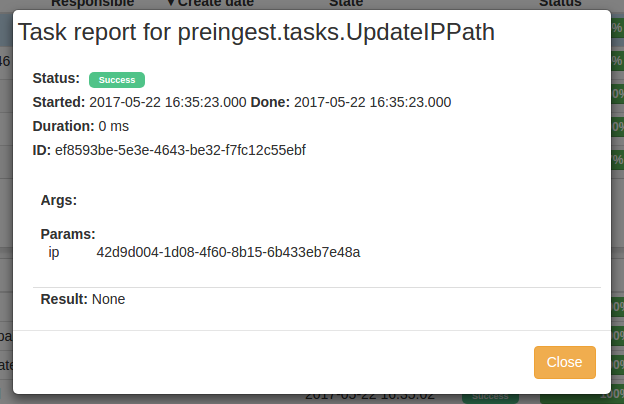 Responsible ▼ Create date State Status
Task report for preingest.tasks.UpdateIPPath
Status: Success
Started: 2017-05-22 16:35:23.000 Done: 2017-05-22 16:35:23.000
Duration: 0 ms
ID: ef8593be-5e3e-4643-be32-f7fc12c55ebf
Args:
Params:
ip 42d9d004-1d08-4f60-8b15-6b433eb7e48a
Result: None
Close
2017-05-22 16:35:02 Success 100%